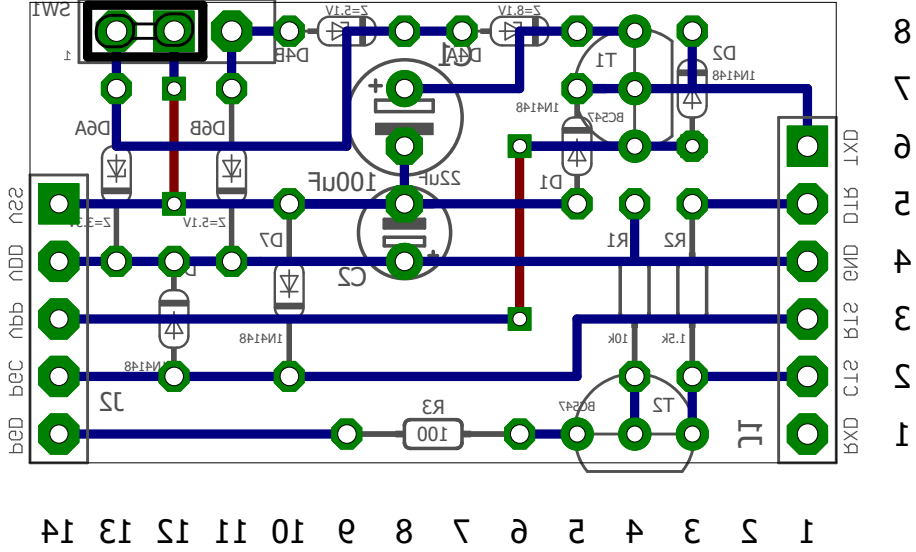 SW1
Z=5.1V
Z=1.8V
8
1
D4B
D4A
C1
T1
D2
1N4148
7
1N4148
BC547
D6A
D6B
TXD
6
100uF
22uF
D1
VSS
Z=3.3V
Z=5.1V
DTR
5
D7
R1
R2
VDD
C2
GND
4
VPP
1N4148
10k
1.5k
RTS
3
PGC
1N4148
CTS
2
J2
R3
BC547
T2
J1
PGD
100
RXD
1
14 13 12 11 10 9 8 7 6 5 4 3 2 1